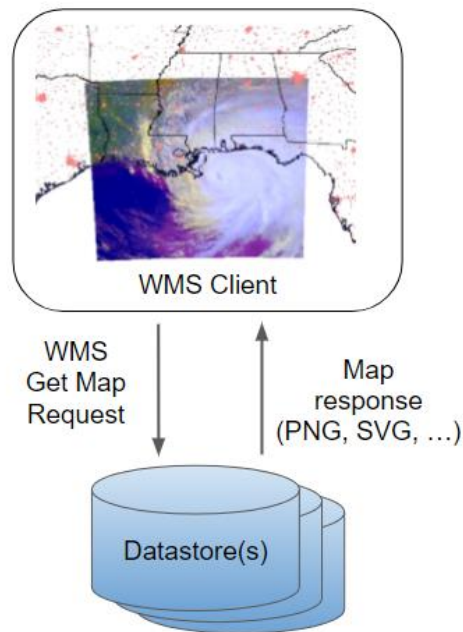 WMS Client
WMS
Get Map
Request
Map
response
(PNG, SVG, …)
Datastore(s)